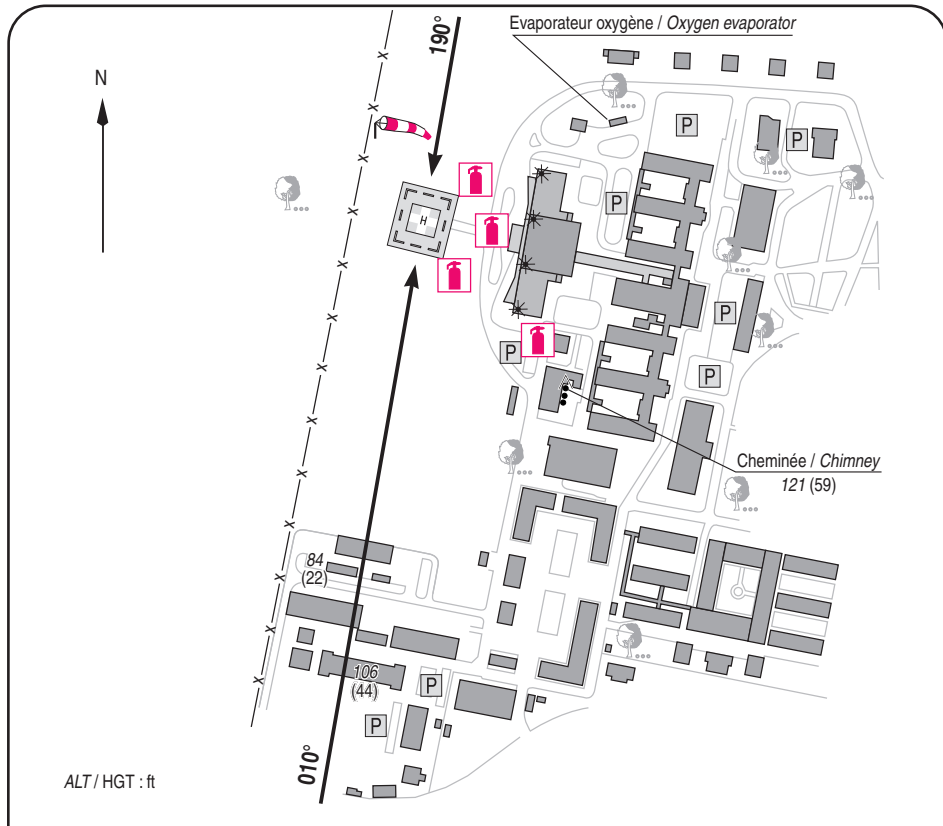 Evaporateur oxygène / Oxygen evaporator
190°
N
P
P
H
P
P
P
P
Cheminée / Chimney
121 (59)
84
(22)
106
(44)
P
P
010°
ALT / HGT : ft